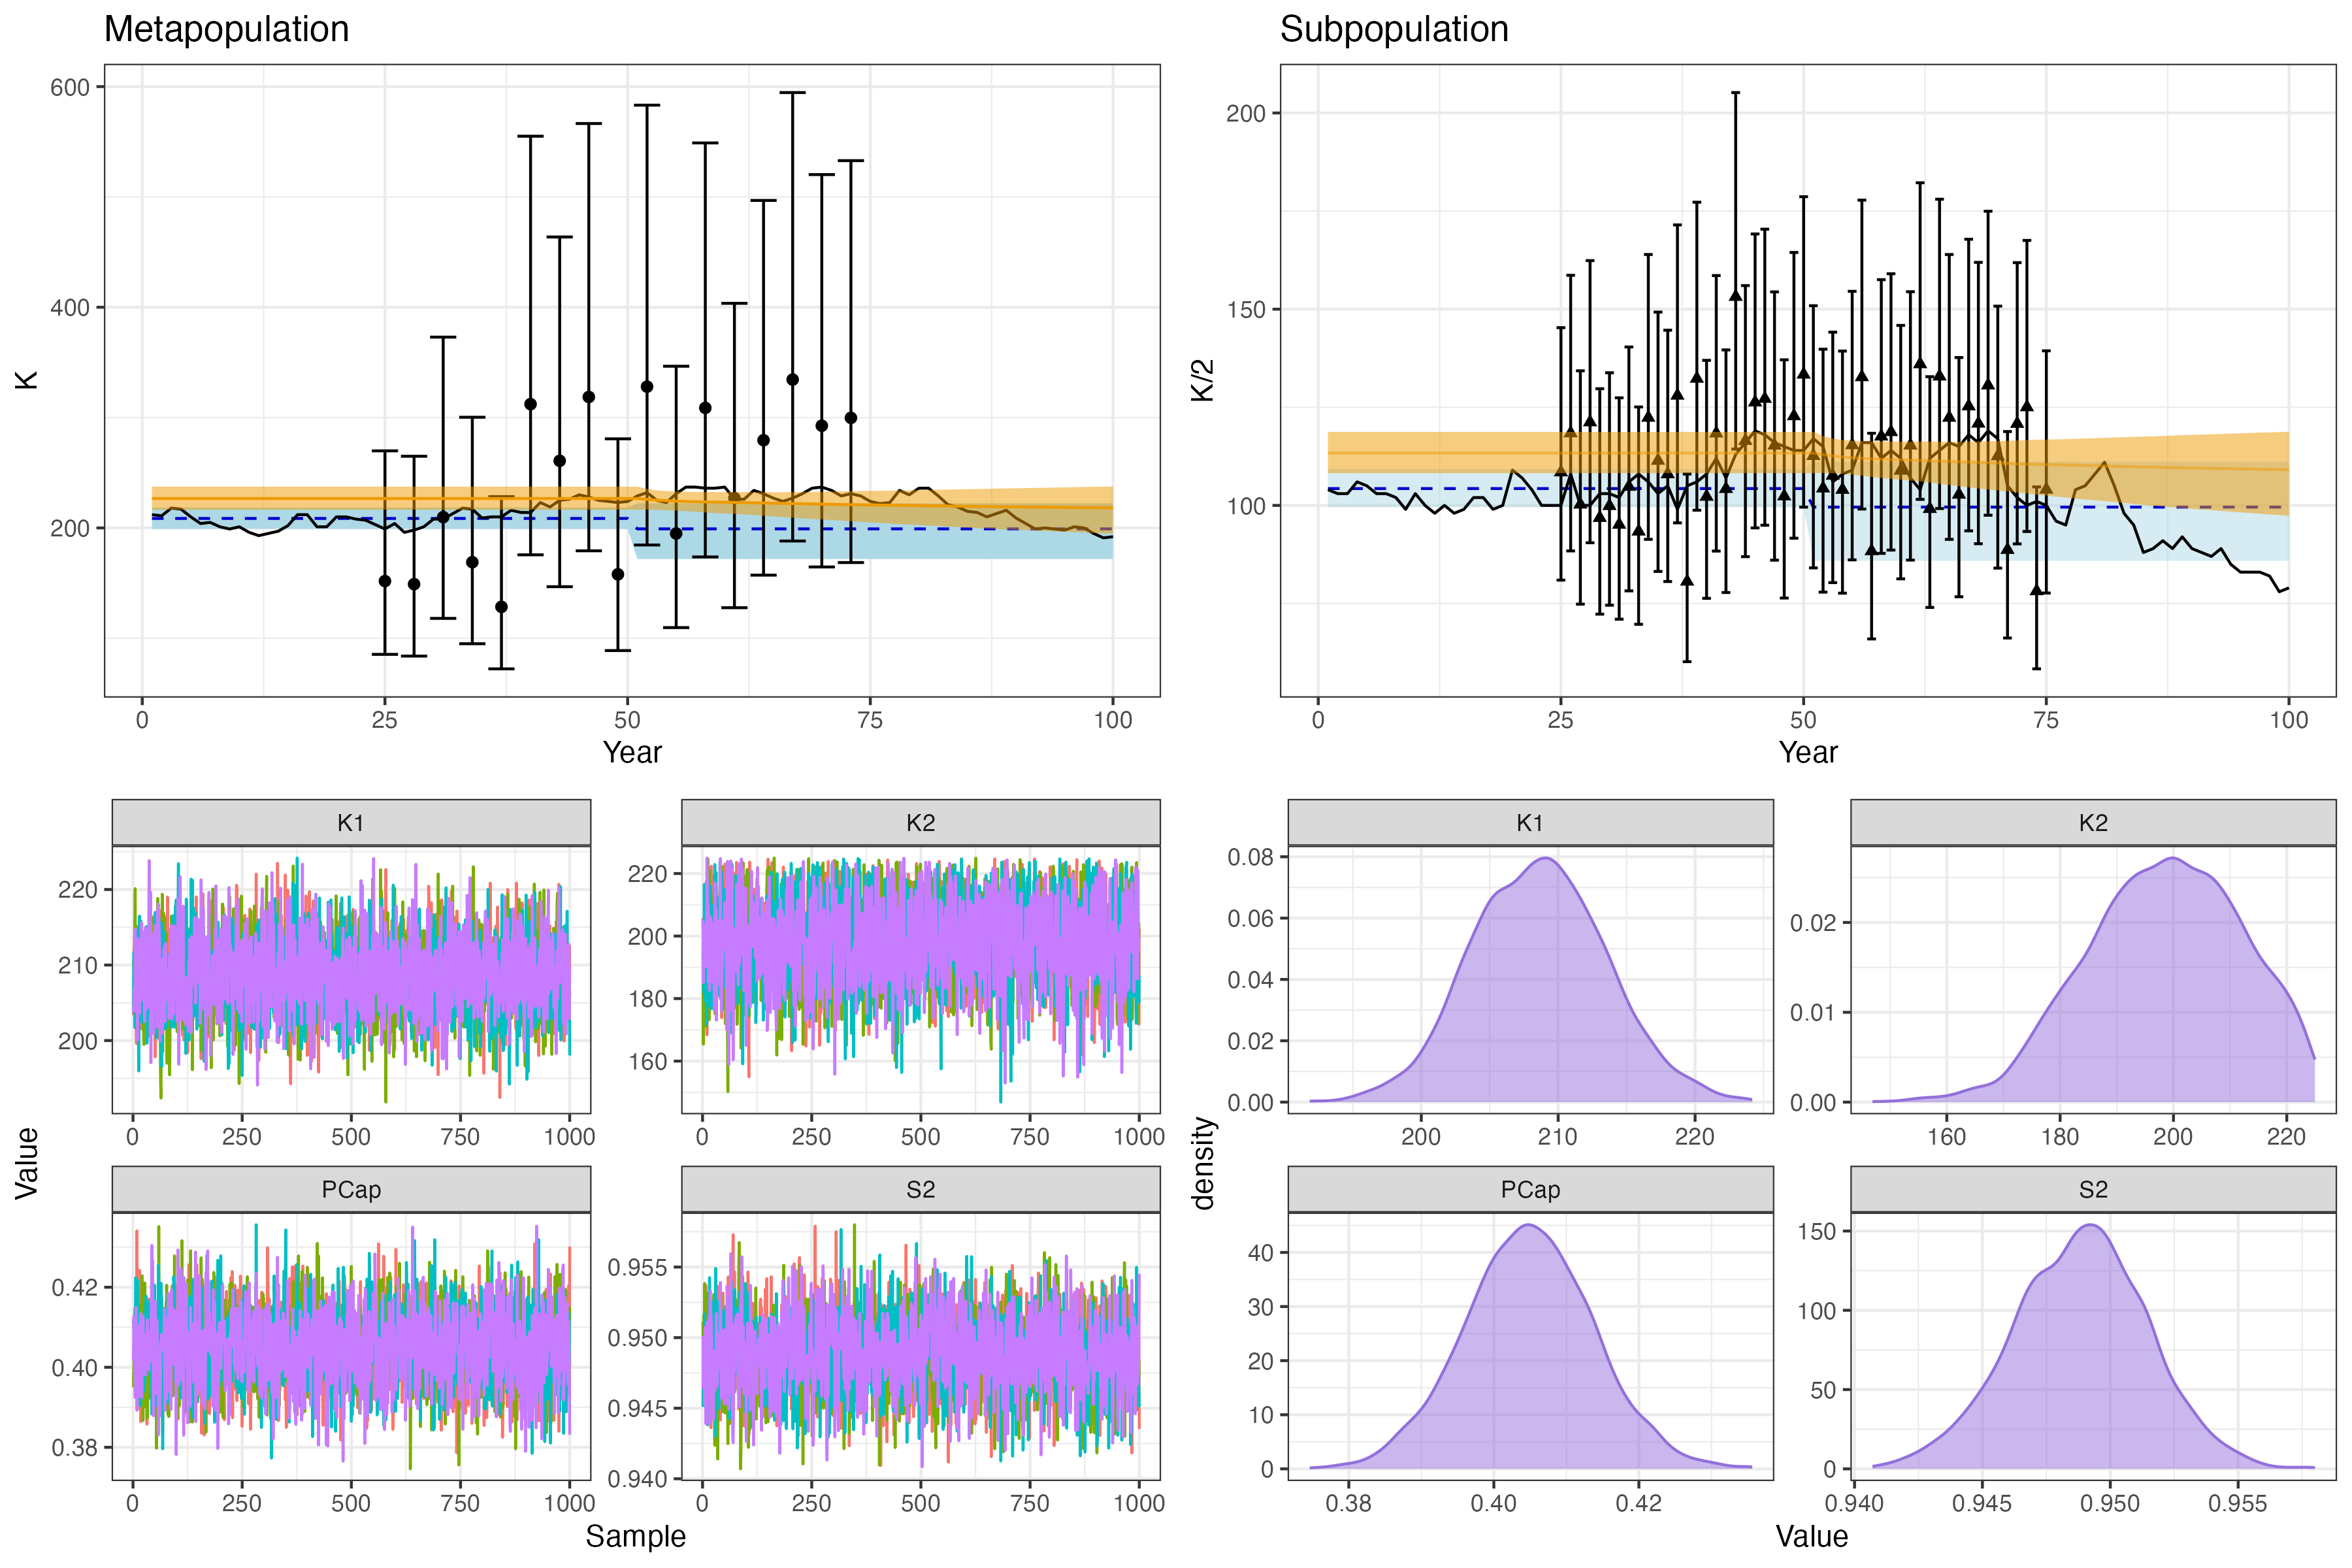 Metapopulation
Subpopulation
600
400
200
K
0 25 50 75 100
Year
200
150
100
K/2
0 25 50 75 100
Year
K1
K2
220
210
200
0 250 500 750 1000
220
200
180
160
0 250 500 750 1000
PCap
S2
0.42
0.40
0.38
0 250 500 750 1000
0.955
0.950
0.945
0.940
0 250 500 750 1000
Value
Sample
K1
K2
0.08
0.06
0.04
0.02
0.00
200 210 220
0.02
0.01
0.00
160 180 200 220
PCap
S2
40
30
20
10
0
0.38 0.40 0.42
150
100
50
0
0.940 0.945 0.950 0.955
density
Value